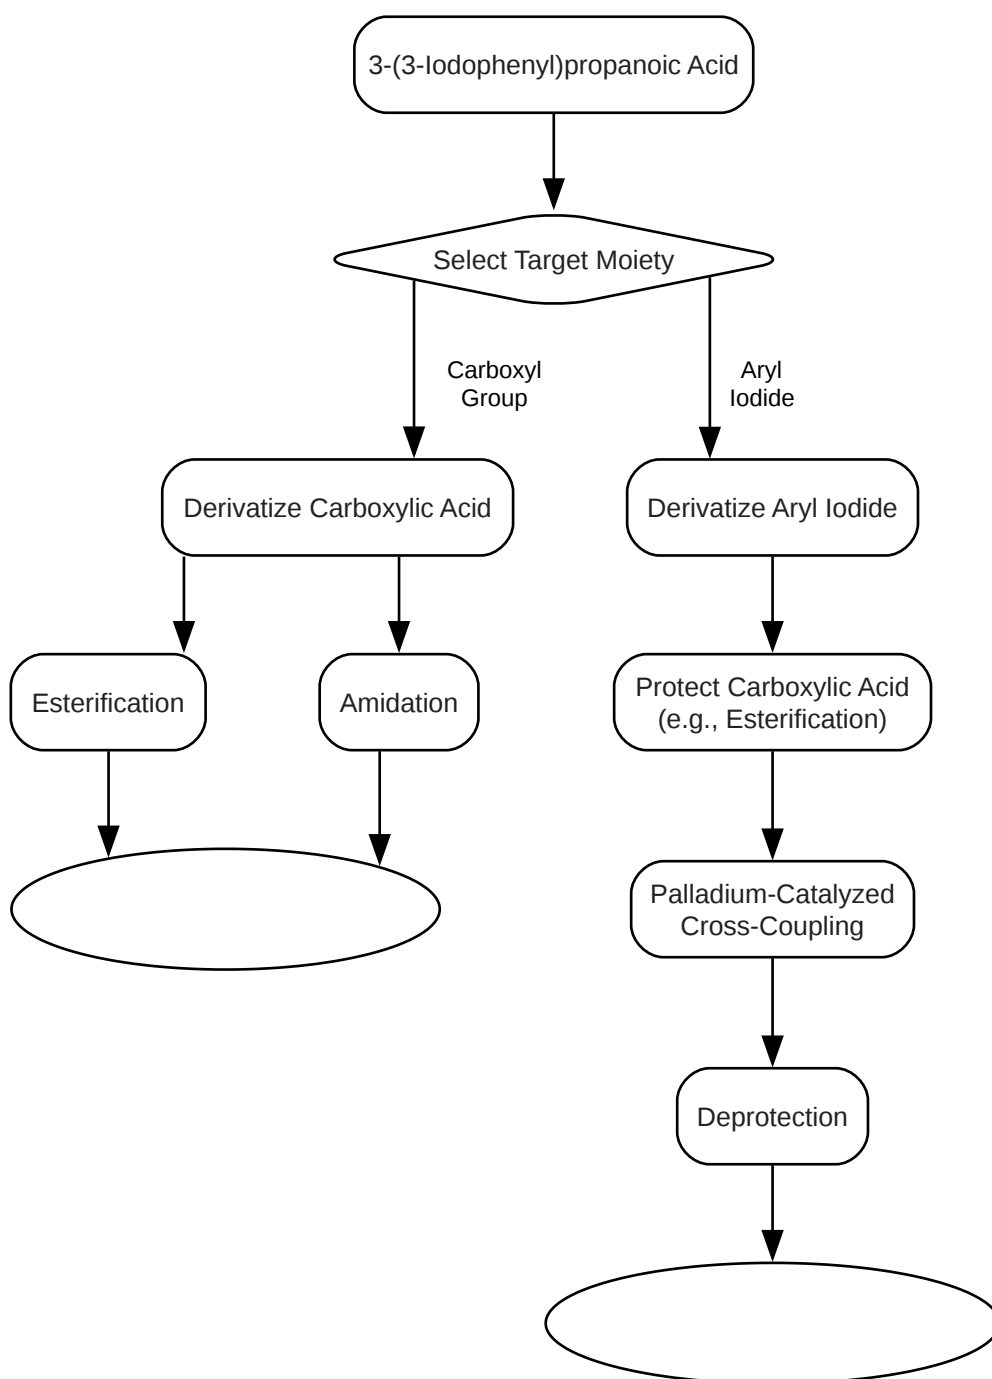 3-(3-Iodophenyl)propanoic Acid
Select Target Moiety
Carboxyl
Group
Aryl
Iodide
Derivatize Carboxylic Acid
Derivatize Aryl Iodide
Esterification
Amidation
Protect Carboxylic Acid
(e.g., Esterification)
Palladium-Catalyzed
Cross-Coupling
Deprotection